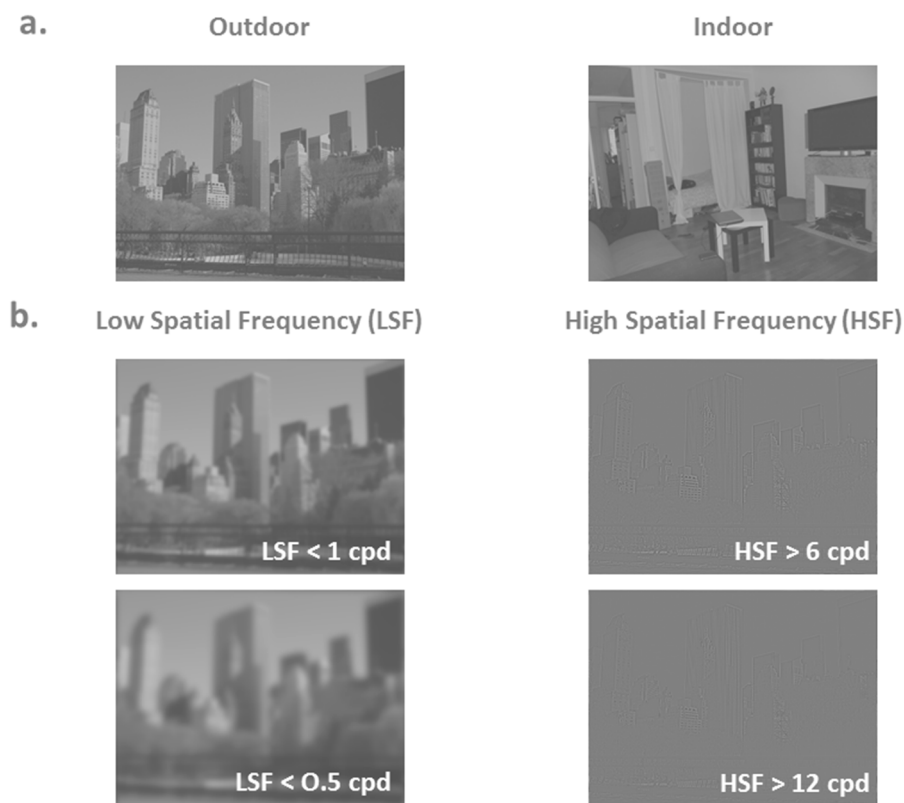 a.
Outdoor
Indoor
b.
Low Spatial Frequency (LSF)
High Spatial Frequency (HSF)
LSF < 1 cpd
HSF > 6 cpd
LSF < O.5 cpd
HSF > 12 cpd